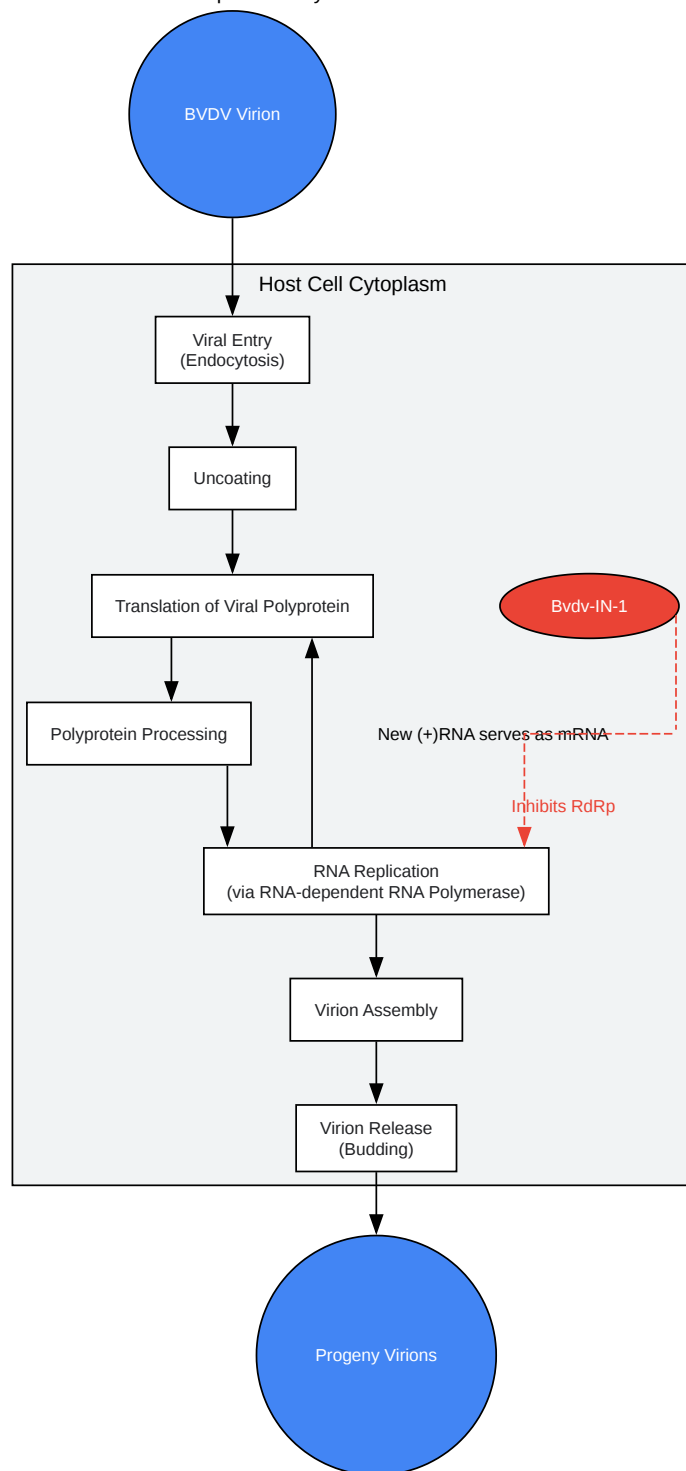 BVDV Virion
Host Cell Cytoplasm
Viral Entry
(Endocytosis)
Uncoating
Translation of Viral Polyprotein
Bvdv-IN-1
Polyprotein Processing
New (+)RNA serves as mRNA
Inhibits RdRp
RNA Replication
(via RNA-dependent RNA Polymerase)
Virion Assembly
Virion Release
(Budding)
Progeny Virions